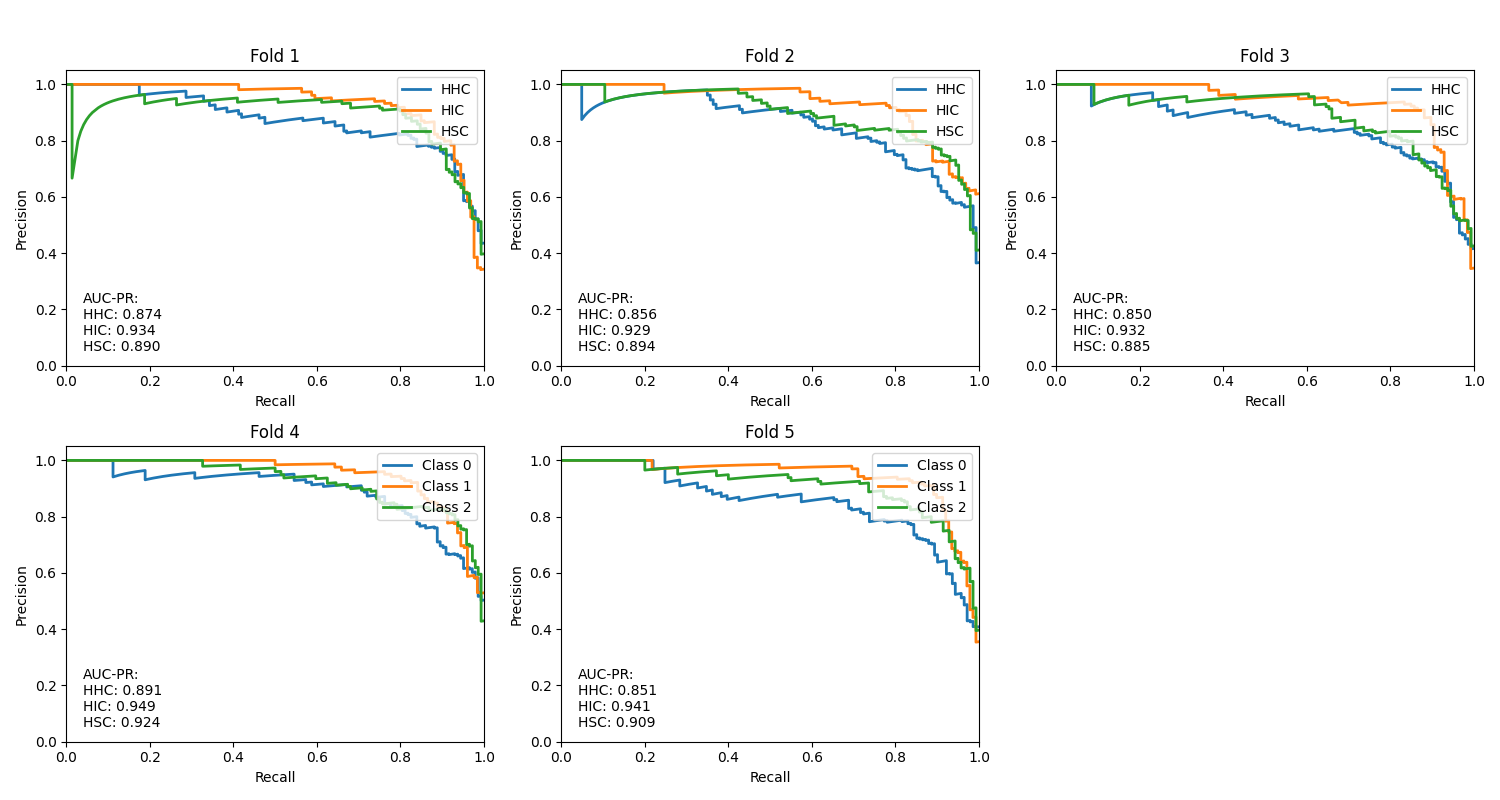 Fold 1
1.0
0.8
0.6
0.4
0.2
0.0
Precision
HHC
HIC
HSC
AUC-PR:
HHC: 0.874
HIC: 0.934
HSC: 0.890
0.0 0.2 0.4 0.6 0.8 1.0
Recall
Fold 2
1.0
0.8
0.6
0.4
0.2
0.0
Precision
HHC
HIC
HSC
AUC-PR:
HHC: 0.856
HIC: 0.929
HSC: 0.894
0.0 0.2 0.4 0.6 0.8 1.0
Recall
Fold 3
1.0
0.8
0.6
0.4
0.2
0.0
Precision
HHC
HIC
HSC
AUC-PR:
HHC: 0.850
HIC: 0.932
HSC: 0.885
0.0 0.2 0.4 0.6 0.8 1.0
Recall
Fold 4
1.0
0.8
0.6
0.4
0.2
0.0
Precision
Class 0
Class 1
Class 2
AUC-PR:
HHC: 0.891
HIC: 0.949
HSC: 0.924
0.0 0.2 0.4 0.6 0.8 1.0
Recall
Fold 5
1.0
0.8
0.6
0.4
0.2
0.0
Precision
Class 0
Class 1
Class 2
AUC-PR:
HHC: 0.851
HIC: 0.941
HSC: 0.909
0.0 0.2 0.4 0.6 0.8 1.0
Recall